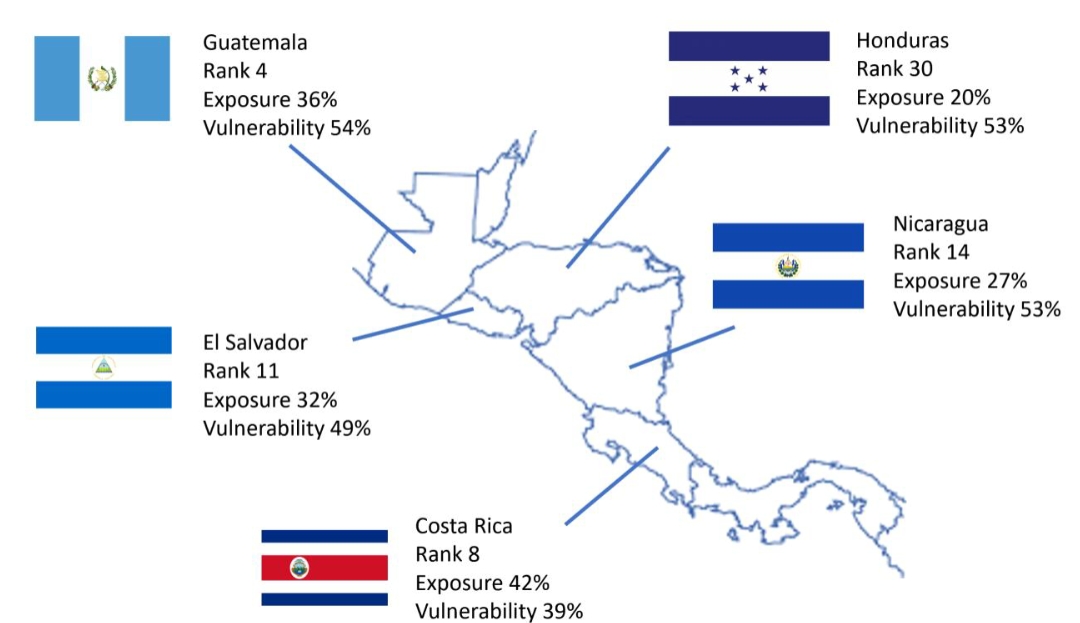 Guatemala
Rank 4
Exposure 36%
Vulnerability 54%
Honduras
Rank 30
Exposure 20%
Vulnerability 53%
Nicaragua
Rank 14
Exposure 27%
Vulnerability 53%
El Salvador
Rank 11
Exposure 32%
Vulnerability 49%
Costa Rica
Rank 8
Exposure 42%
Vulnerability 39%